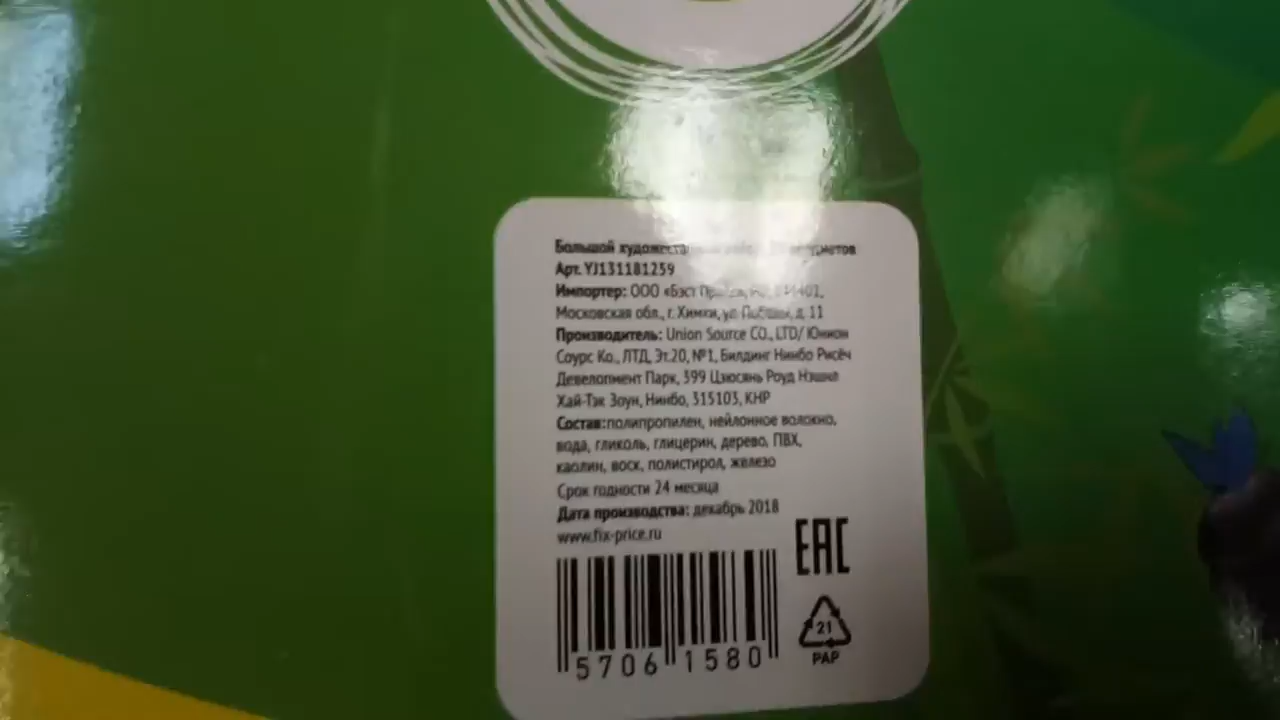 Большой художественный набор, предметов
Арт. YJ131181259
Импортер: ООО «Бэст Прайс»,
Московская обл., г. Химки, ул. Победы, д. 11
Производитель: Union Source CO., LTD/ Юнион
Соурс Ко., ЛТД, Эт.20, №1, Билдинг Нинбо Рисёч
Девелопмент Парк, 399 Цзюсянь Роуд Нэшнл
Хай-Тэк Зоун, Нинбо, 315103, КНР
Состав:полипропилен, нейлонное волокно,
вода, гликоль, глицерин, дерево, ПВХ,
каолин, воск, полистирол, железо
Срок годности 24 месяца
Дата производства: декабрь 2018
www.fix-price.ru
EAC
21
PAP
5706 1580